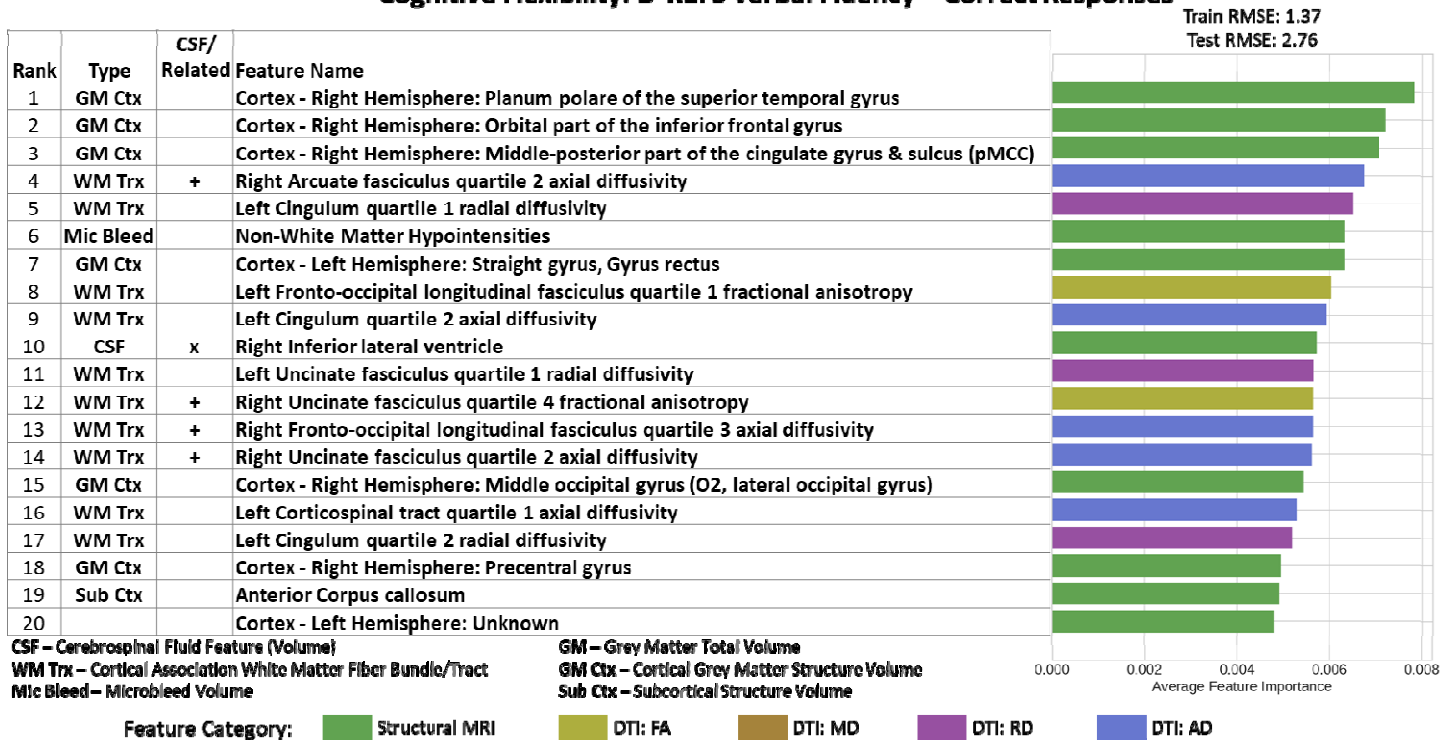 Train RMSE: 1.37
Test RMSE: 2.76
CSF/
Rank Type Related Feature Name
1 GM Ctx Cortex - Right Hemisphere: Planum polare of the superior temporal gyrus
2 GM Ctx Cortex - Right Hemisphere: Orbital part of the inferior frontal gyrus
3 GM Ctx Cortex - Right Hemisphere: Middle-posterior part of the cingulate gyrus & sulcus (pMCC)
4 WM Trx + Right Arcuate fasciculus quartile 2 axial diffusivity
5 WM Trx Left Cingulum quartile 1 radial diffusivity
6 Mic Bleed Non-White Matter Hypointensities
7 GM Ctx Cortex - Left Hemisphere: Straight gyrus, Gyrus rectus
8 WM Trx Left Fronto-occipital longitudinal fasciculus quartile 1 fractional anisotropy
9 WM Trx Left Cingulum quartile 2 axial diffusivity
10 CSF x Right Inferior lateral ventricle
11 WM Trx Left Uncinate fasciculus quartile 1 radial diffusivity
12 WM Trx + Right Uncinate fasciculus quartile 4 fractional anisotropy
13 WM Trx + Right Fronto-occipital longitudinal fasciculus quartile 3 axial diffusivity
14 WM Trx + Right Uncinate fasciculus quartile 2 axial diffusivity
15 GM Ctx Cortex - Right Hemisphere: Middle occipital gyrus (O2, lateral occipital gyrus)
16 WM Trx Left Corticospinal tract quartile 1 axial diffusivity
17 WM Trx Left Cingulum quartile 2 radial diffusivity
18 GM Ctx Cortex - Right Hemisphere: Precentral gyrus
19 Sub Ctx Anterior Corpus callosum
20 Cortex - Left Hemisphere: Unknown
0.000 0.002 0.004 0.006 0.008
Average Feature Importance
CSF – Cerebrospinal Fluid Feature (Volume) GM – Grey Matter Total Volume
WM Trx – Cortical Association White Matter Fiber Bundle/Tract GM Ctx – Cortical Grey Matter Structure Volume
Mic Bleed – Microbleed Volume Sub Ctx – Subcortical Structure Volume
Feature Category: Structural MRI DTI: FA DTI: MD DTI: RD DTI: AD